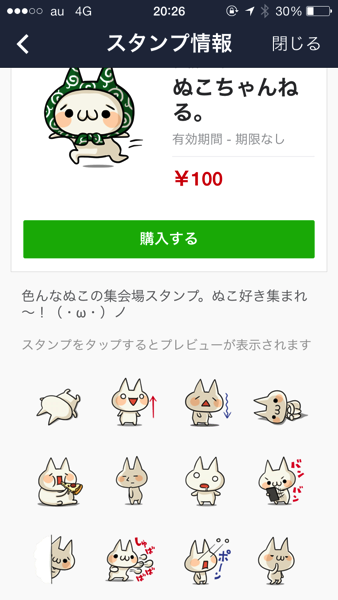 au 4G 20:26 30%
スタンプ情報 閉じる
ぬこちゃんね
る。
有効期間 - 期限なし
¥100
購入する
色んなぬこの集会場スタンプ。ぬこ好き集まれ
〜！（・ω・）ノ
スタンプをタップするとプレビューが表示されます
バン
バン
しゅば
ばば
ポーン